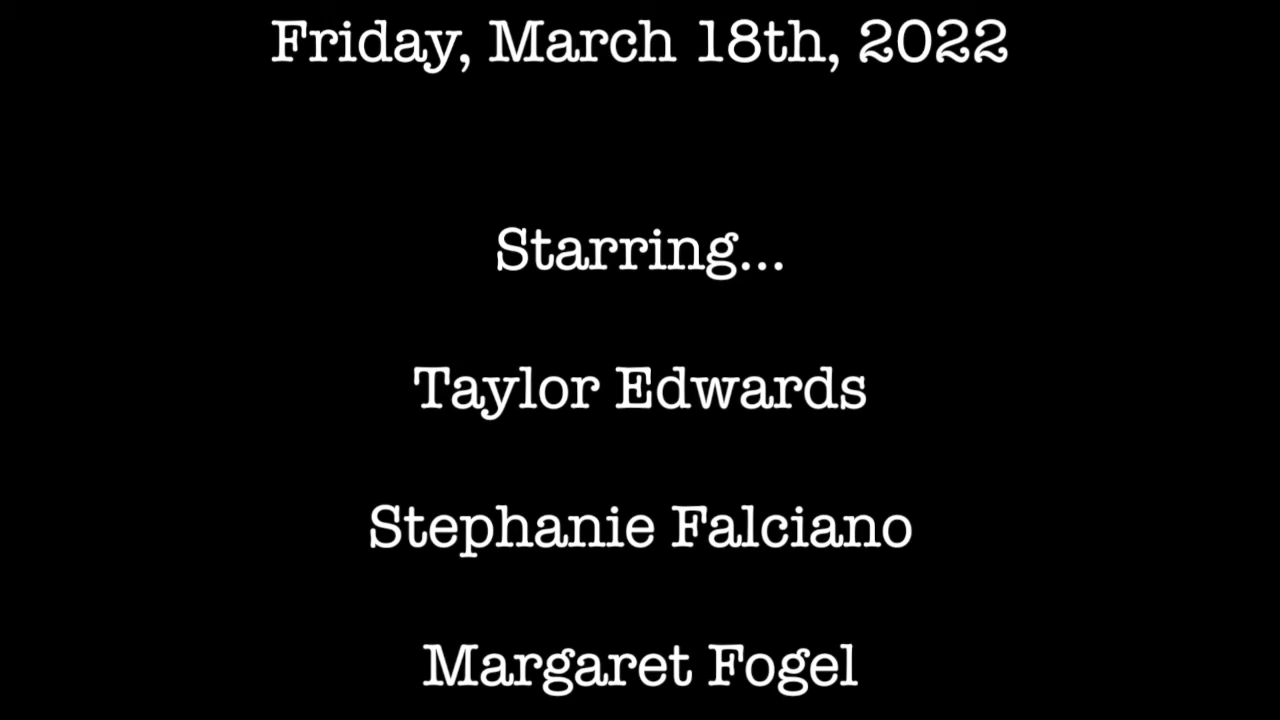 Friday, March 18th, 2022
Starring...
Taylor Edwards
Stephanie Falciano
Margaret Fogel